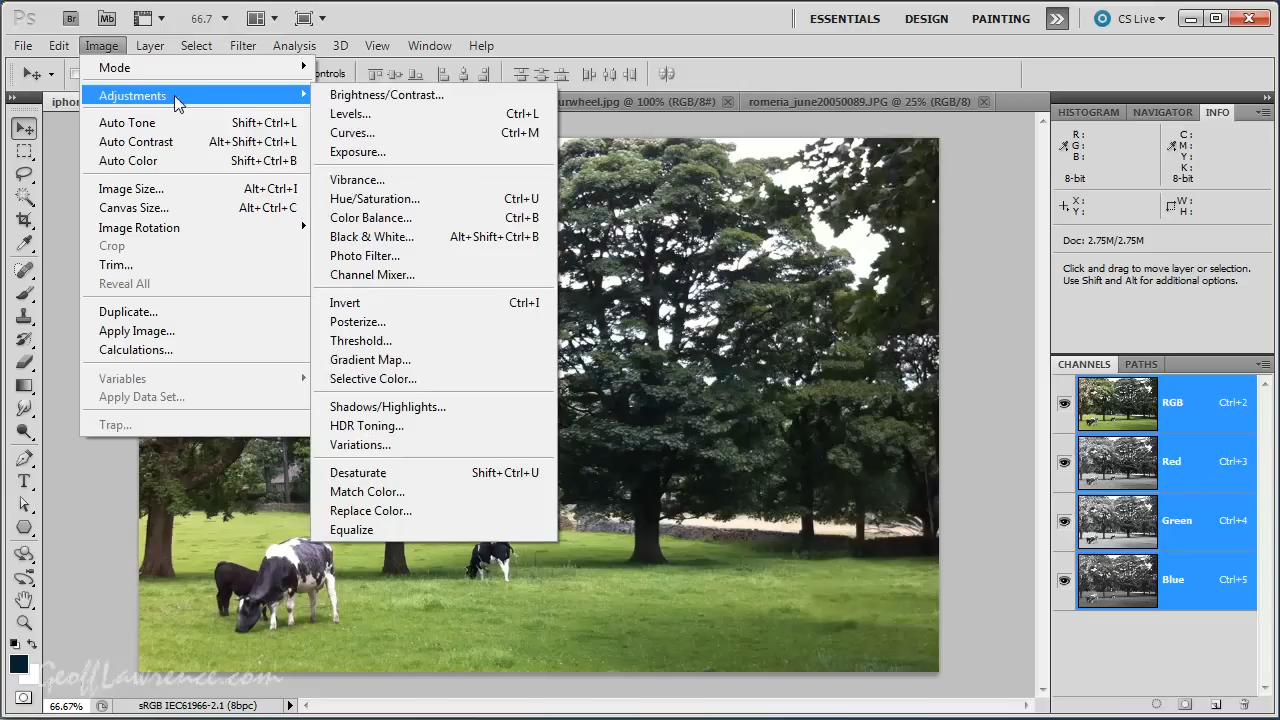 Ps Br Mb 66.7 ESSENTIALS DESIGN PAINTING CS Live
File Edit Image Layer Select Filter Analysis 3D View Window Help
ntrols
iphon
urwheel.jpg @ 100% (RGB/8#)
romeria_june20050089.JPG @ 25% (RGB/8)
Mode
Adjustments
Auto Tone Shift+Ctrl+L
Auto Contrast Alt+Shift+Ctrl+L
Auto Color Shift+Ctrl+B
Image Size... Alt+Ctrl+I
Canvas Size... Alt+Ctrl+C
Image Rotation
Crop
Trim...
Reveal All
Duplicate...
Apply Image...
Calculations...
Variables
Apply Data Set...
Trap...
Brightness/Contrast...
Levels... Ctrl+L
Curves... Ctrl+M
Exposure...
Vibrance...
Hue/Saturation... Ctrl+U
Color Balance... Ctrl+B
Black & White... Alt+Shift+Ctrl+B
Photo Filter...
Channel Mixer...
Invert Ctrl+I
Posterize...
Threshold...
Gradient Map...
Selective Color...
Shadows/Highlights...
HDR Toning...
Variations...
Desaturate Shift+Ctrl+U
Match Color...
Replace Color...
Equalize
HISTOGRAM NAVIGATOR INFO
R: C:
G: M:
B: Y:
K:
8-bit 8-bit
X: W:
Y: H:
Doc: 2.75M/2.75M
Click and drag to move layer or selection.
Use Shift and Alt for additional options.
CHANNELS PATHS
RGB Ctrl+2
Red Ctrl+3
Green Ctrl+4
Blue Ctrl+5
T
GeoffLawrence.com
66.67% sRGB IEC61966-2.1 (8bpc)